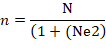 n = N / (1 + (Ne2))